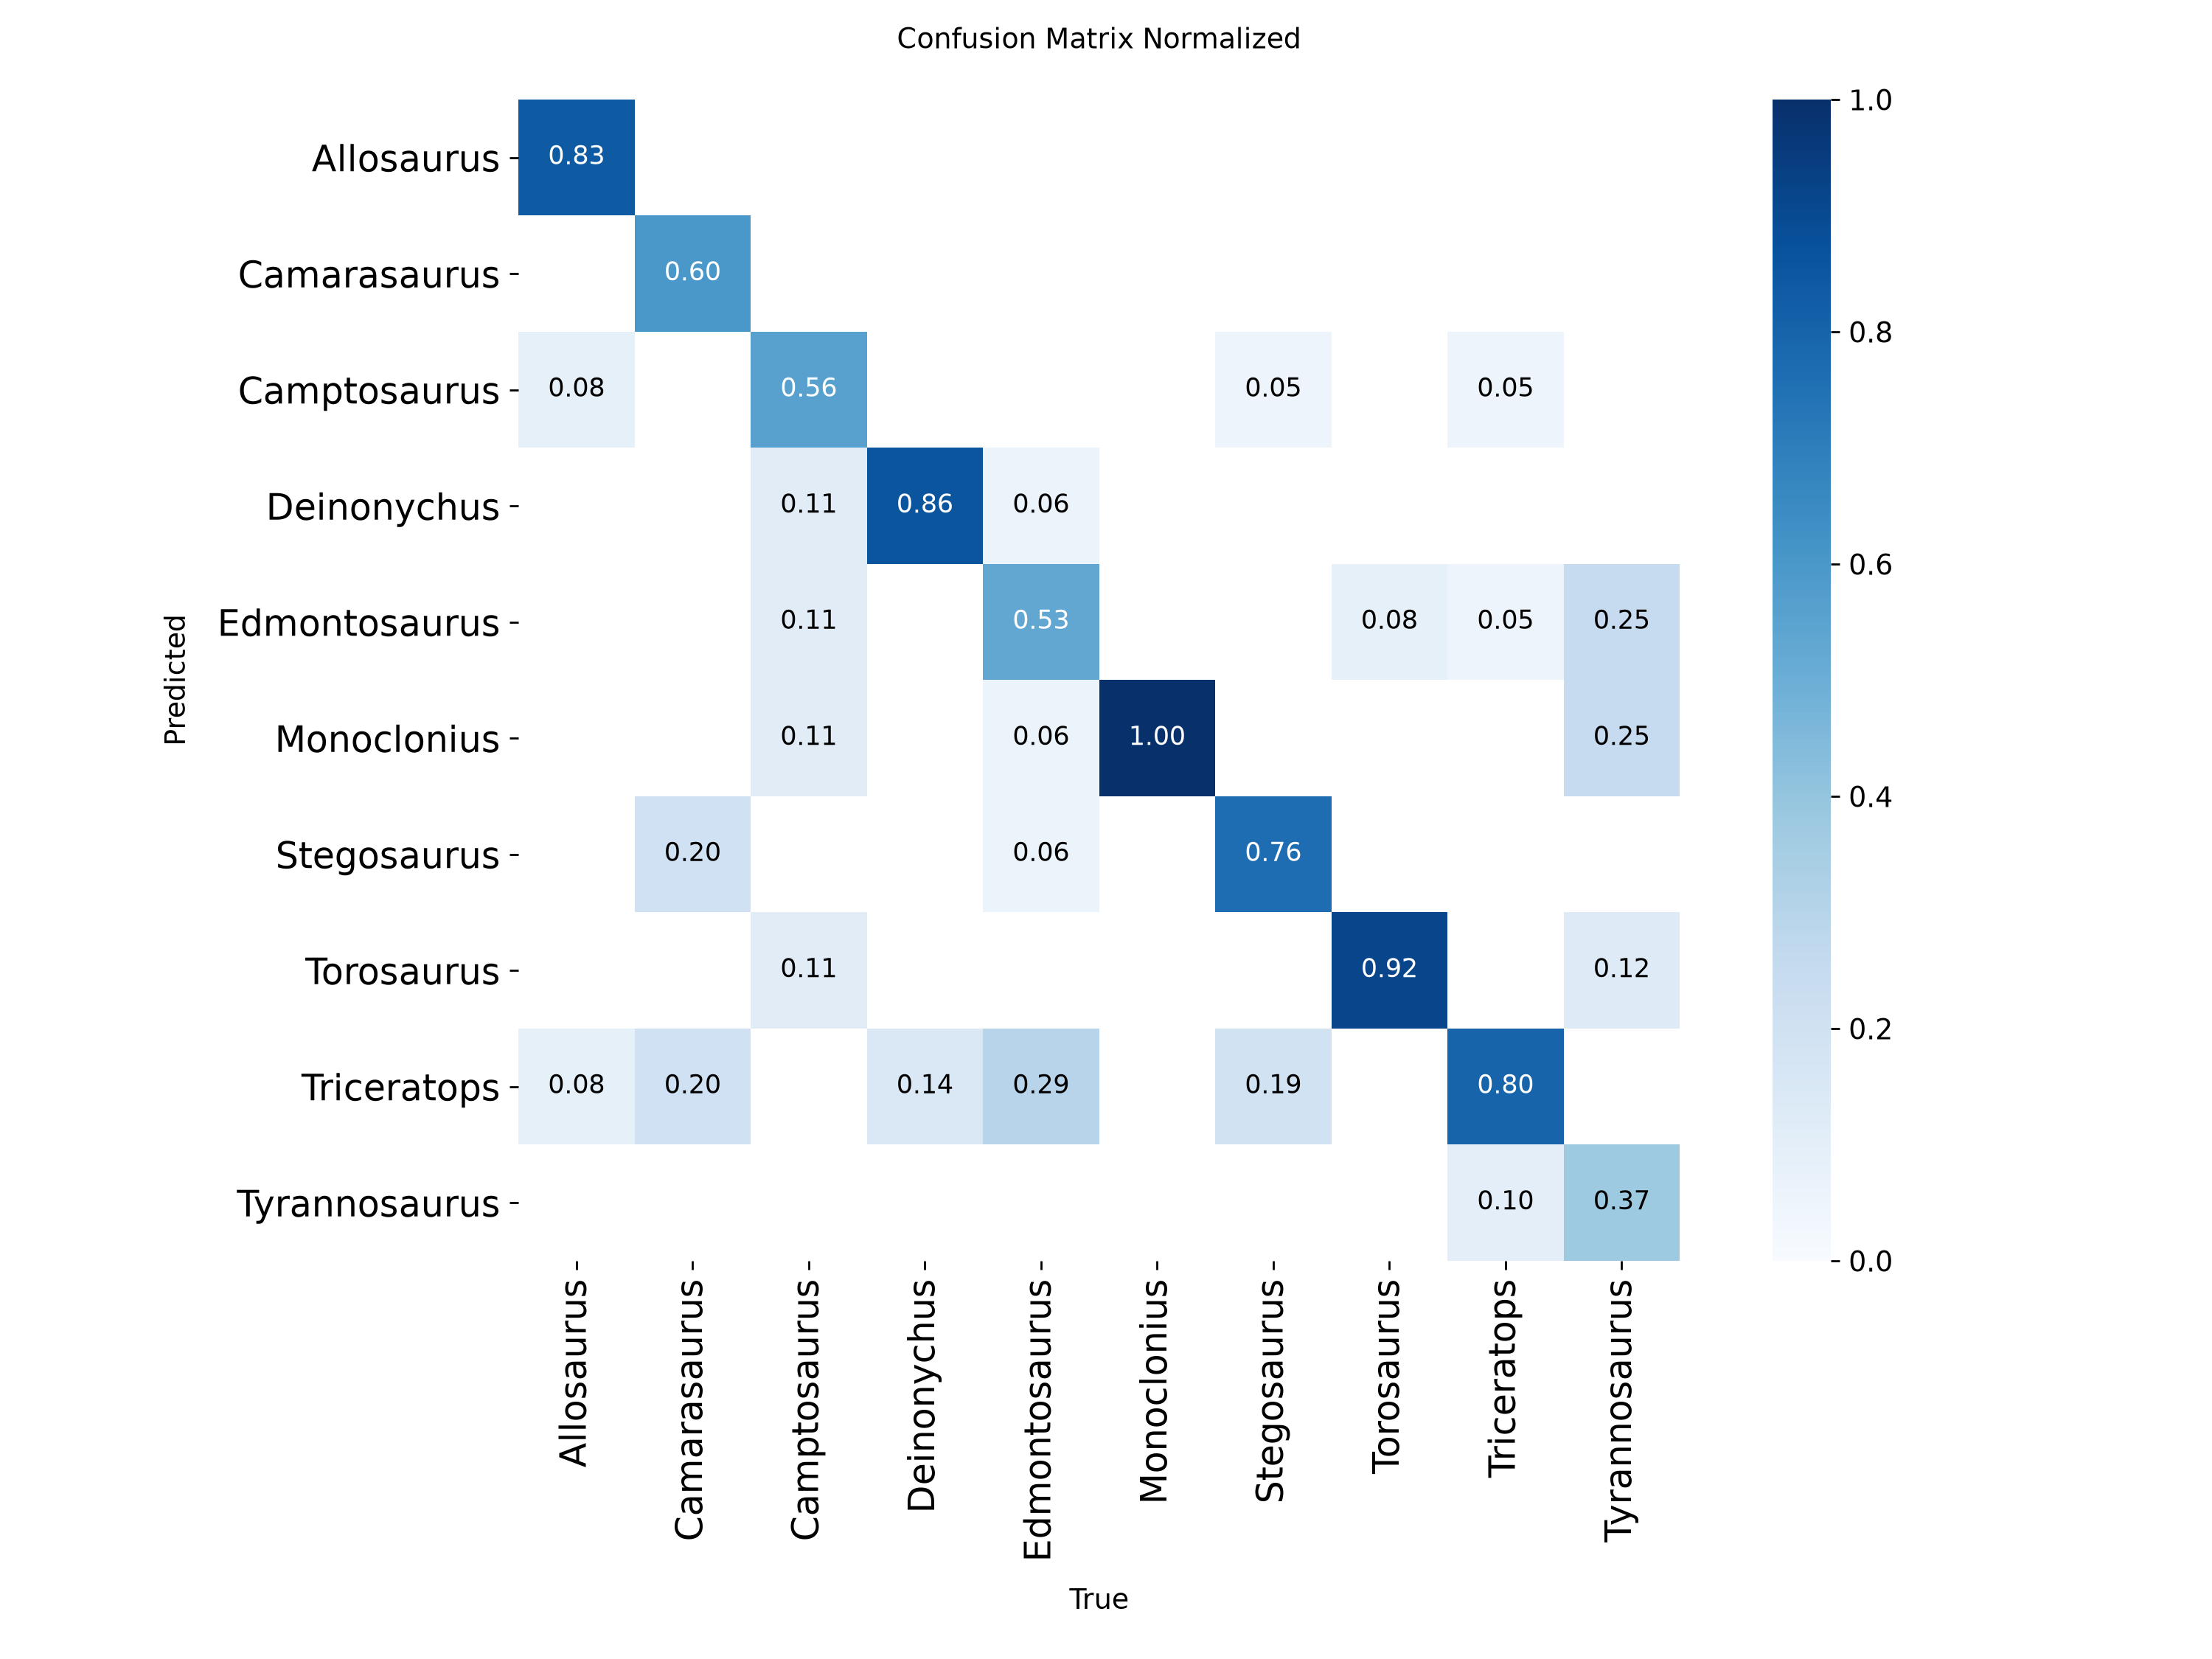 Confusion Matrix Normalized
Allosaurus
Camarasaurus
Camptosaurus
Deinonychus
Edmontosaurus
Monoclonius
Stegosaurus
Torosaurus
Triceratops
Tyrannosaurus
Predicted
0.83
0.60
0.08 0.56 0.05 0.05
0.11 0.86 0.06
0.11 0.53 0.08 0.05 0.25
0.11 0.06 1.00 0.25
0.20 0.06 0.76
0.11 0.92 0.12
0.08 0.20 0.14 0.29 0.19 0.80
0.10 0.37
1.0
0.8
0.6
0.4
0.2
0.0
Allosaurus
Camarasaurus
Camptosaurus
Deinonychus
Edmontosaurus
Monoclonius
Stegosaurus
Torosaurus
Triceratops
Tyrannosaurus
True